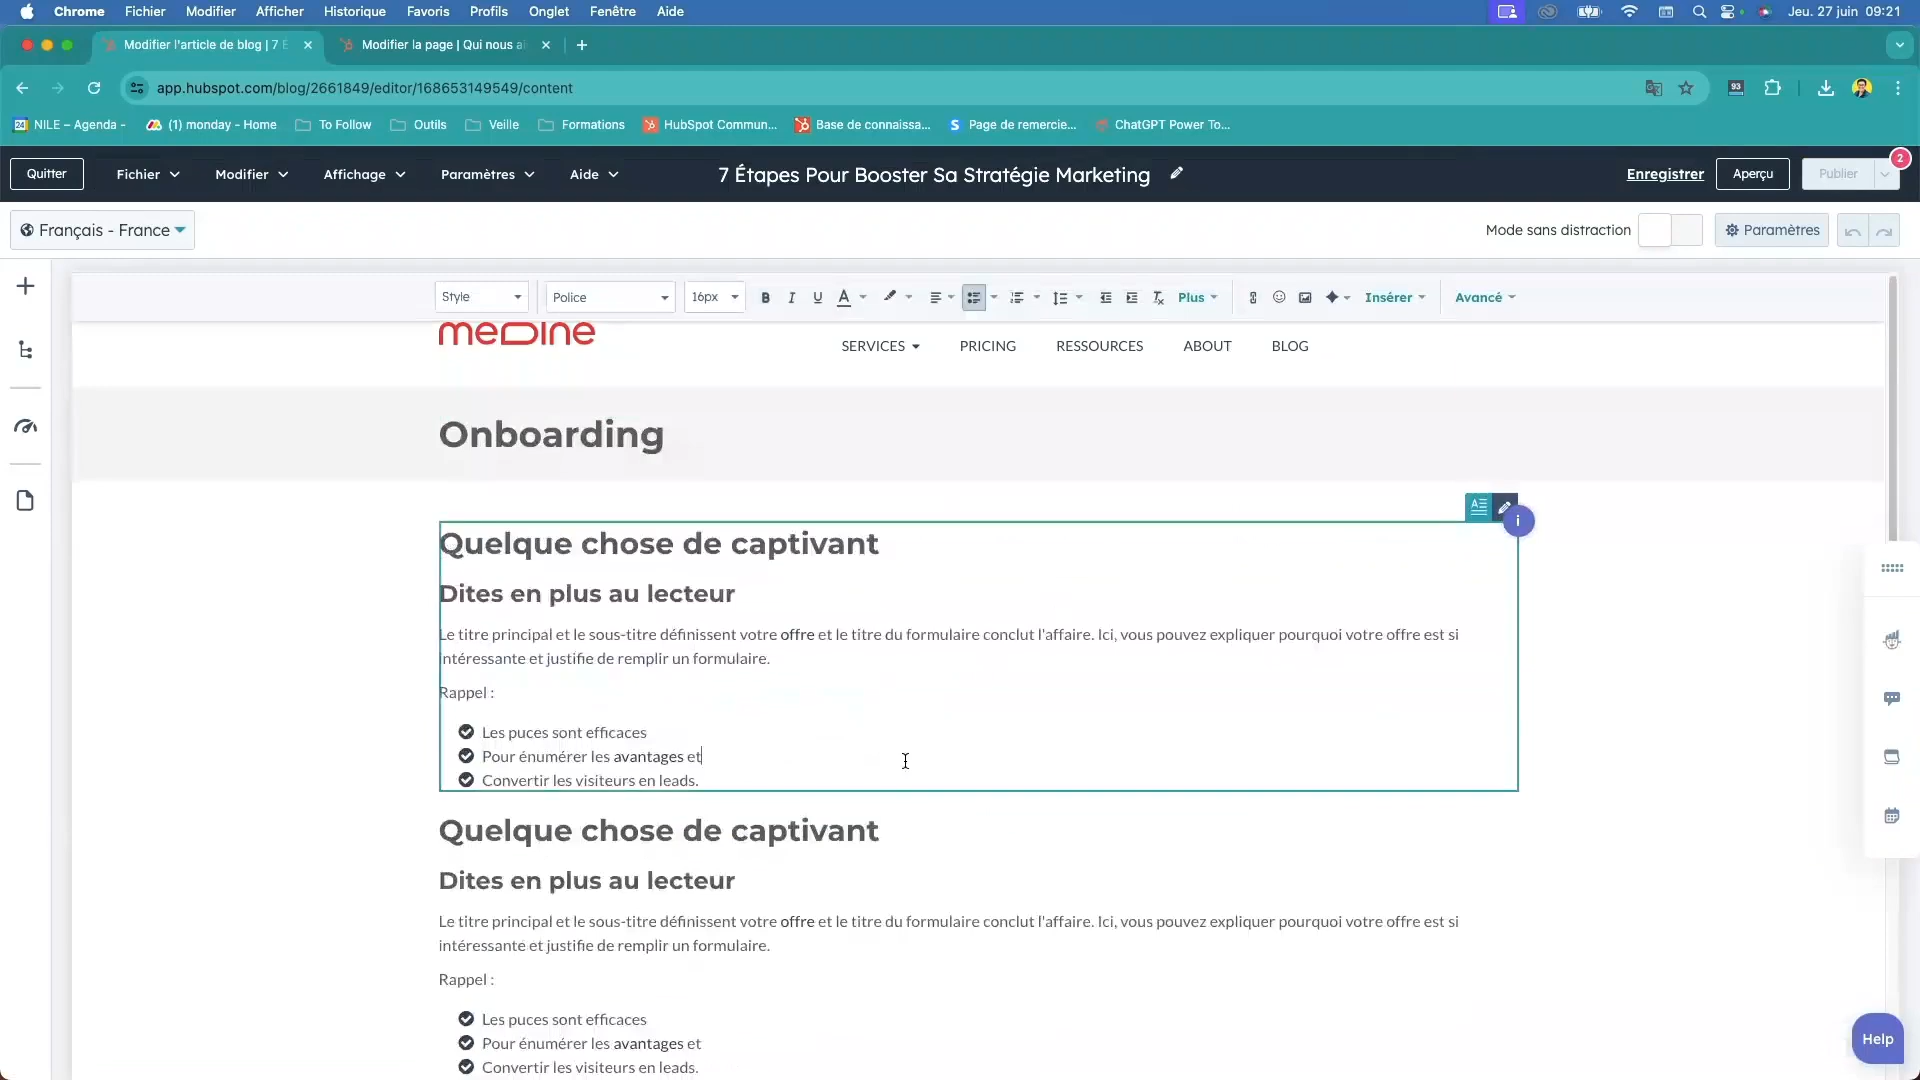 Chrome Fichier Modifier Afficher Historique Favoris Profils Onglet Fenêtre Aide Jeu. 27 juin 09:21
Modifier l'article de blog | 7 É Modifier la page | Qui nous ai
app.hubspot.com/blog/2661849/editor/168653149549/content 93
24 NILE – Agenda - (1) monday - Home To Follow Outils Veille Formations HubSpot Commun... Base de connaissa... S Page de remercie... ChatGPT Power To...
Quitter Fichier Modifier Affichage Paramètres Aide 7 Étapes Pour Booster Sa Stratégie Marketing Enregistrer Aperçu Publier 2
Français - France Mode sans distraction Paramètres
Style Police 16px B I U A Plus Insérer Avancé
meDine
SERVICES PRICING RESSOURCES ABOUT BLOG
Onboarding
Quelque chose de captivant
Dites en plus au lecteur
Le titre principal et le sous-titre définissent votre offre et le titre du formulaire conclut l'affaire. Ici, vous pouvez expliquer pourquoi votre offre est si
intéressante et justifie de remplir un formulaire.
Rappel :
Les puces sont efficaces
Pour énumérer les avantages et
Convertir les visiteurs en leads.
Quelque chose de captivant
Dites en plus au lecteur
Le titre principal et le sous-titre définissent votre offre et le titre du formulaire conclut l'affaire. Ici, vous pouvez expliquer pourquoi votre offre est si
intéressante et justifie de remplir un formulaire.
Rappel :
Les puces sont efficaces
Pour énumérer les avantages et
Convertir les visiteurs en leads.
Help